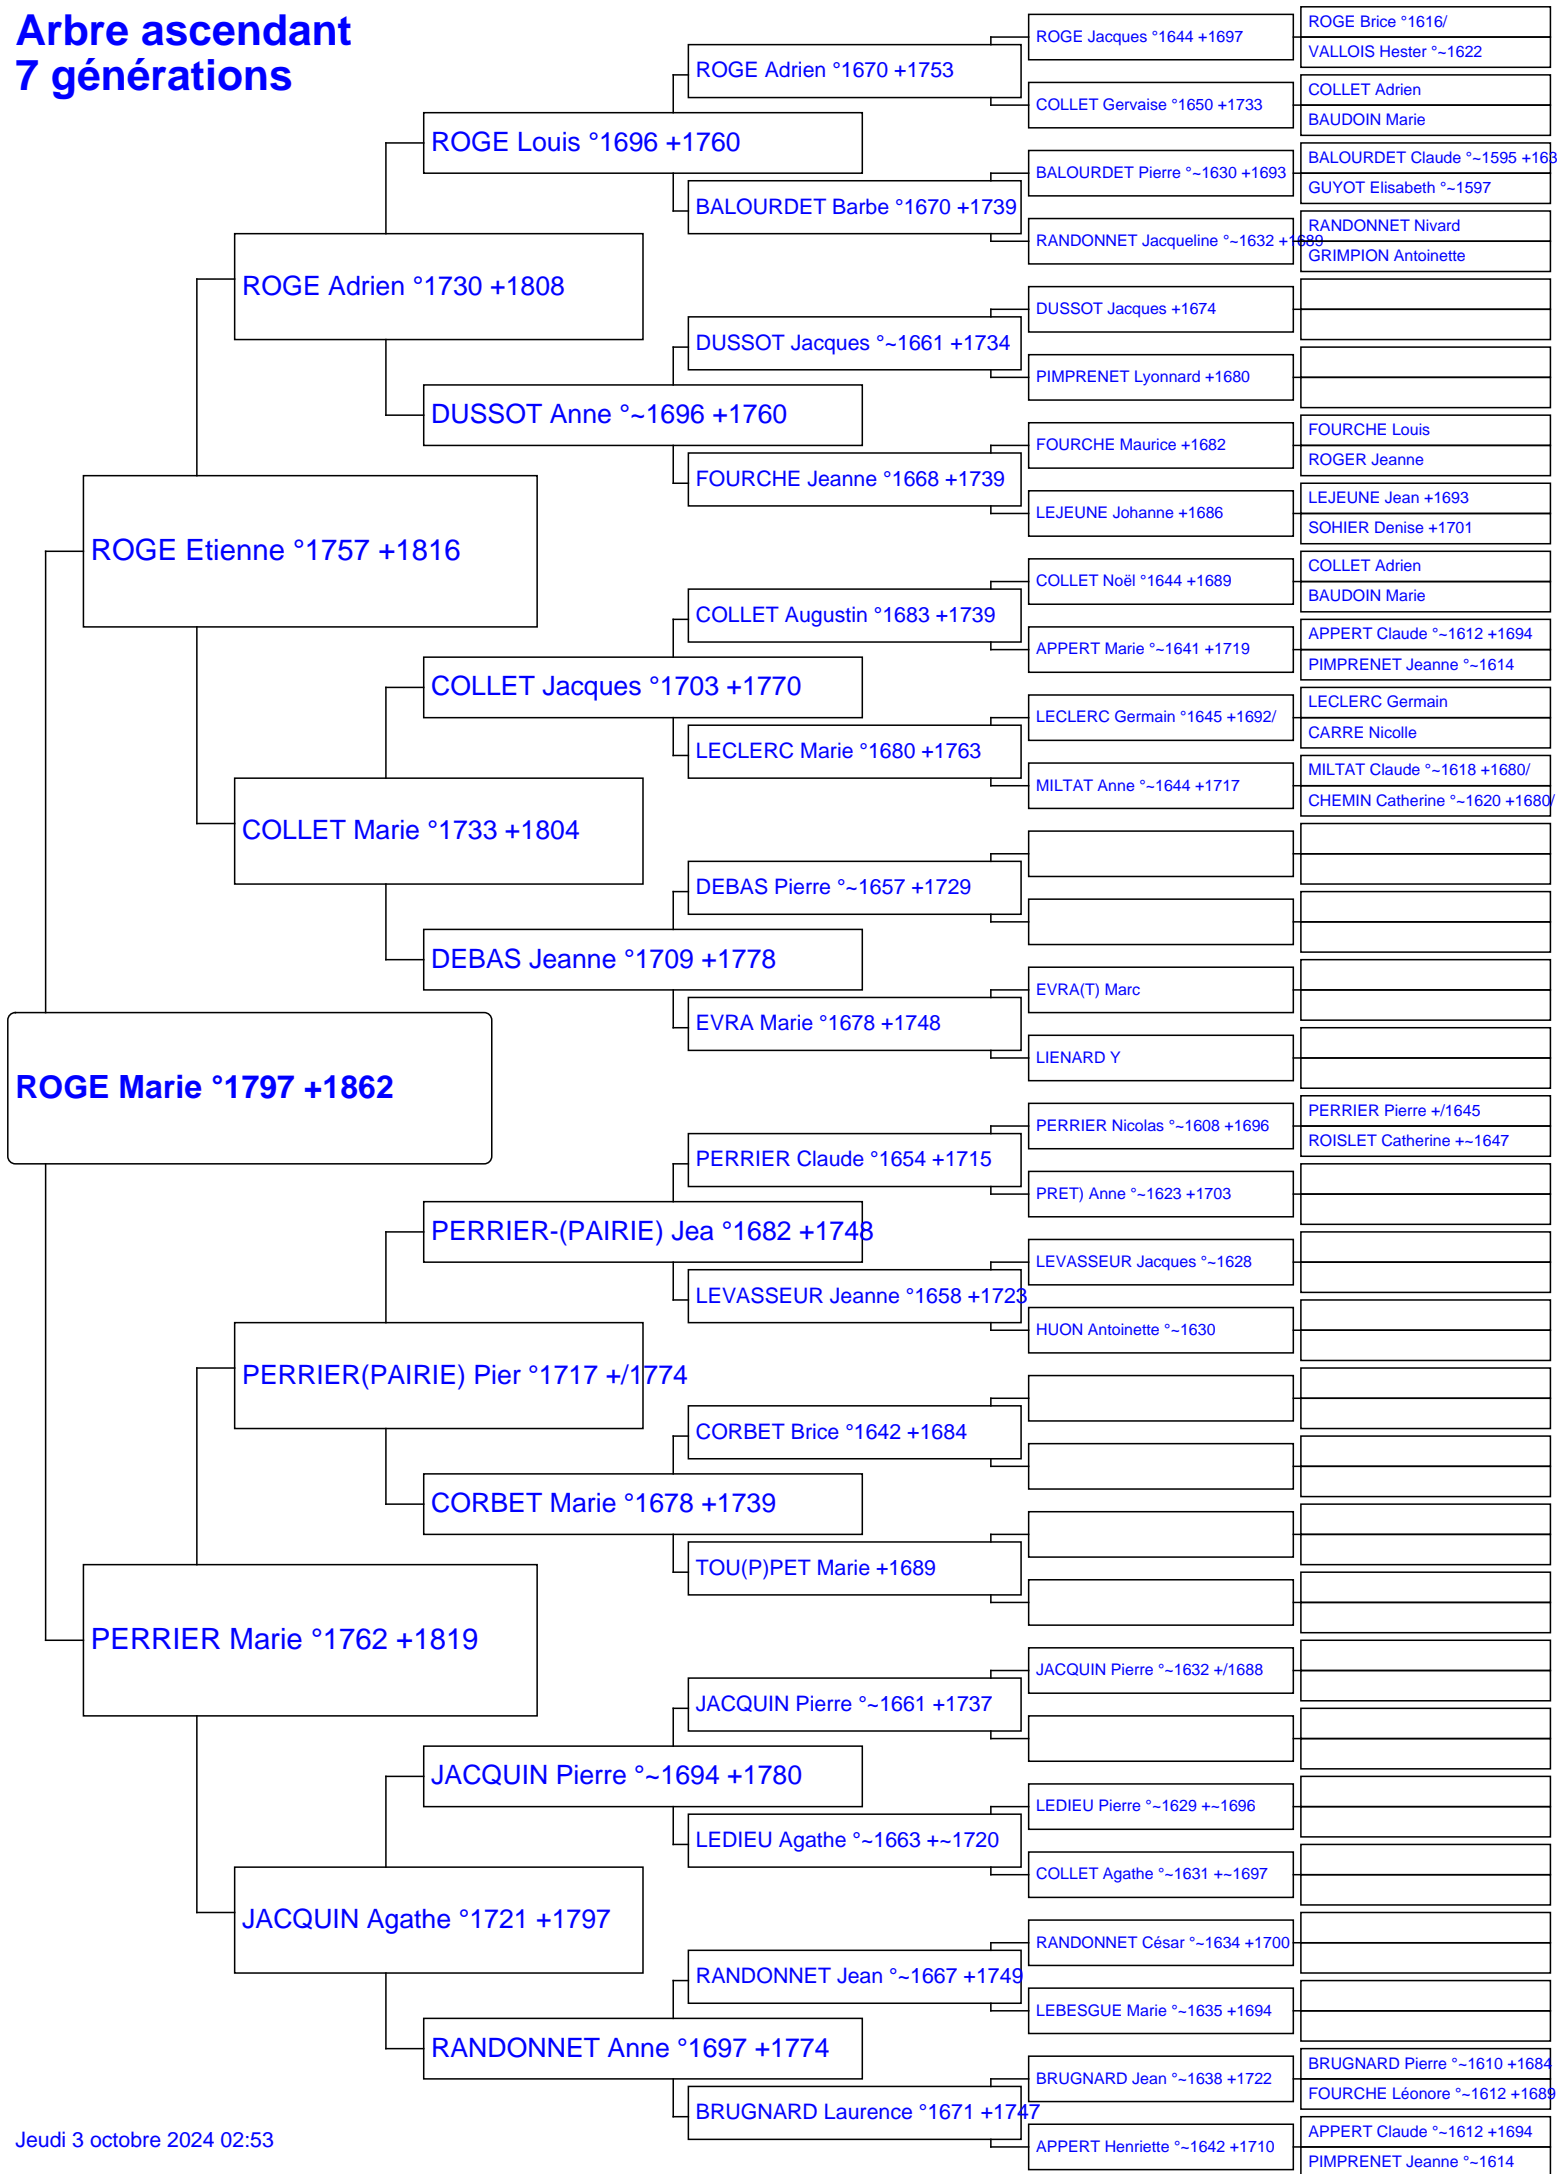 Arbre ascendant
7 générations
ROGE Brice °1616/
ROGE Jacques °1644 +1697
VALLOIS Hester °~1622
ROGE Adrien °1670 +1753
COLLET Adrien
COLLET Gervaise °1650 +1733
BAUDOIN Marie
ROGE Louis °1696 +1760
BALOURDET Claude °~1595 +163
BALOURDET Pierre °~1630 +1693
GUYOT Elisabeth °~1597
BALOURDET Barbe °1670 +1739
RANDONNET Nivard
RANDONNET Jacqueline °~1632 +1689
GRIMPION Antoinette
ROGE Adrien °1730 +1808
DUSSOT Jacques +1674
DUSSOT Jacques °~1661 +1734
PIMPRENET Lyonnard +1680
DUSSOT Anne °~1696 +1760
FOURCHE Louis
FOURCHE Maurice +1682
ROGER Jeanne
FOURCHE Jeanne °1668 +1739
LEJEUNE Jean +1693
LEJEUNE Johanne +1686
SOHIER Denise +1701
ROGE Etienne °1757 +1816
COLLET Adrien
COLLET Noël °1644 +1689
BAUDOIN Marie
COLLET Augustin °1683 +1739
APPERT Claude °~1612 +1694
APPERT Marie °~1641 +1719
PIMPRENET Jeanne °~1614
COLLET Jacques °1703 +1770
LECLERC Germain
LECLERC Germain °1645 +1692/
CARRE Nicolle
LECLERC Marie °1680 +1763
MILTAT Claude °~1618 +1680/
MILTAT Anne °~1644 +1717
CHEMIN Catherine °~1620 +1680/
COLLET Marie °1733 +1804
DEBAS Pierre °~1657 +1729
DEBAS Jeanne °1709 +1778
EVRA(T) Marc
EVRA Marie °1678 +1748
LIENARD Y
ROGE Marie °1797 +1862
PERRIER Pierre +/1645
PERRIER Nicolas °~1608 +1696
ROISLET Catherine +~1647
PERRIER Claude °1654 +1715
PRET) Anne °~1623 +1703
PERRIER-(PAIRIE) Jea °1682 +1748
LEVASSEUR Jacques °~1628
LEVASSEUR Jeanne °1658 +1723
HUON Antoinette °~1630
PERRIER(PAIRIE) Pier °1717 +/1774
CORBET Brice °1642 +1684
CORBET Marie °1678 +1739
TOU(P)PET Marie +1689
PERRIER Marie °1762 +1819
JACQUIN Pierre °~1632 +/1688
JACQUIN Pierre °~1661 +1737
JACQUIN Pierre °~1694 +1780
LEDIEU Pierre °~1629 +~1696
LEDIEU Agathe °~1663 +~1720
COLLET Agathe °~1631 +~1697
JACQUIN Agathe °1721 +1797
RANDONNET César °~1634 +1700
RANDONNET Jean °~1667 +1749
LEBESGUE Marie °~1635 +1694
RANDONNET Anne °1697 +1774
BRUGNARD Pierre °~1610 +1684
BRUGNARD Jean °~1638 +1722
FOURCHE Léonore °~1612 +1689
BRUGNARD Laurence °1671 +1747
APPERT Claude °~1612 +1694
APPERT Henriette °~1642 +1710
PIMPRENET Jeanne °~1614
Jeudi 3 octobre 2024 02:53